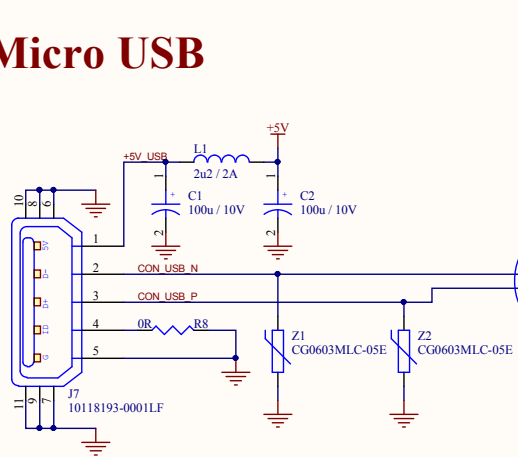 Micro USB
+5V
+5V_USB
L1
2u2 / 2A
1
1
+
C1
100u / 10V
+
C2
100u / 10V
2
2
10
8
6
5V
1
D-
2
CON_USB_N
D+
3
CON_USB_P
ID
4
0R
R8
G
5
Z1
CG0603MLC-05E
Z2
CG0603MLC-05E
11
9
7
J7
10118193-0001LF